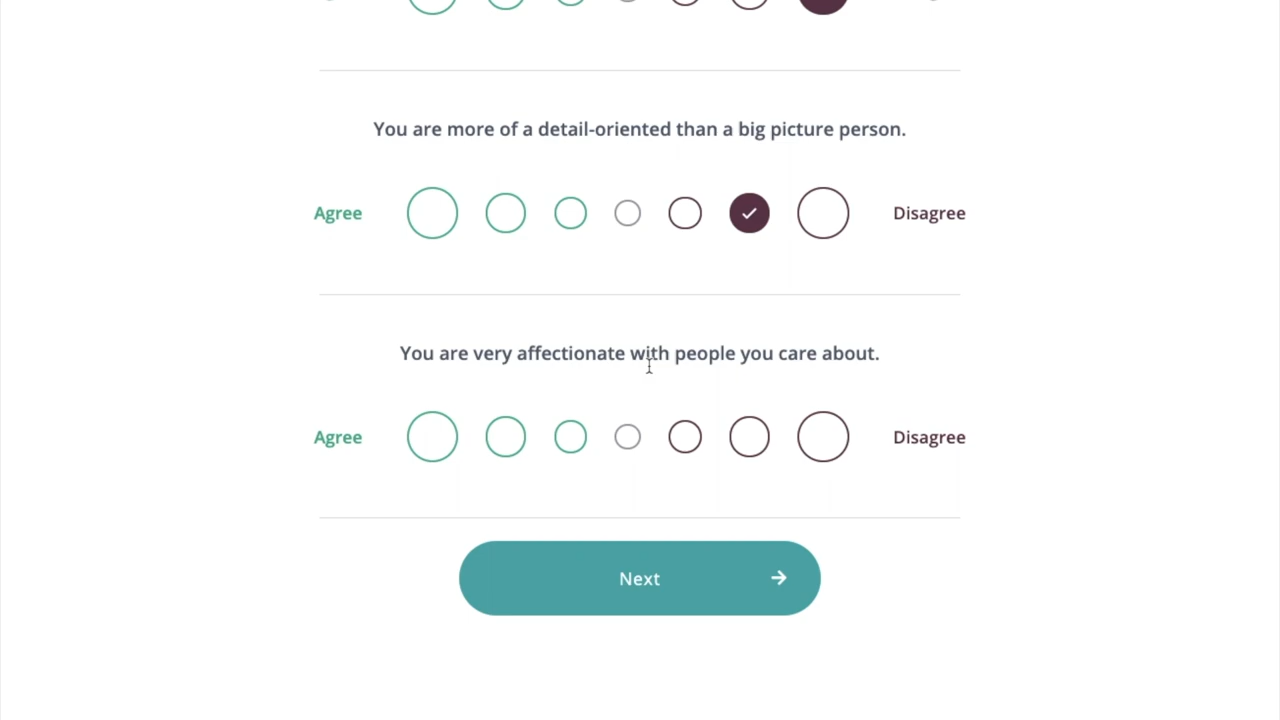 You are more of a detail-oriented than a big picture person.
Agree Disagree
You are very affectionate with people you care about.
Agree Disagree
Next